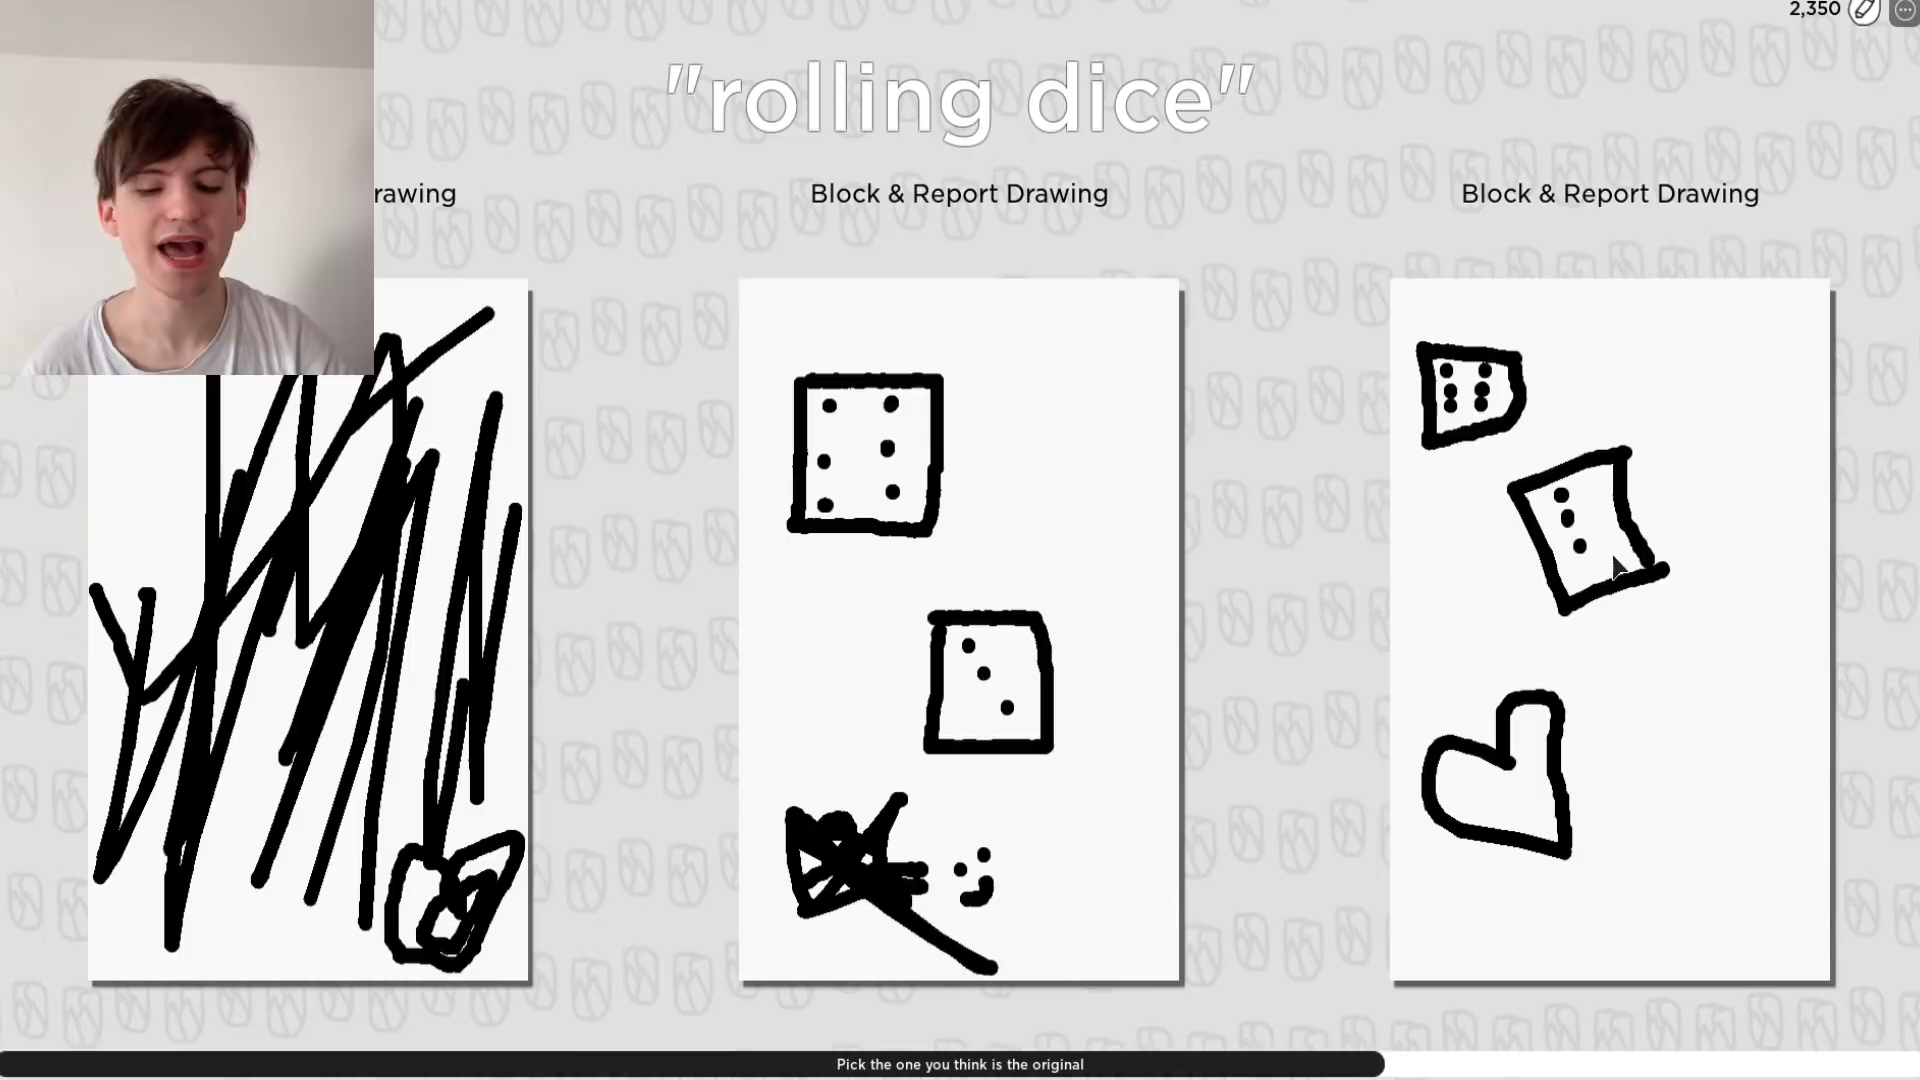 2,350
"rolling dice"
rawing
Block & Report Drawing
Block & Report Drawing
Pick the one you think is the original